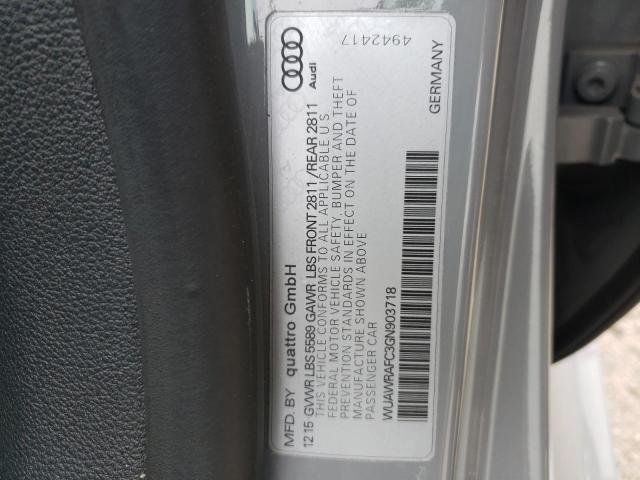 MFD. BY quattro GmbH
12 15 GVWR LBS 5589 GAWR LBS FRONT 2811 / REAR 2811 Audi
THIS VEHICLE CONFORMS TO ALL APPLICABLE U S
FEDERAL MOTOR VEHICLE SAFETY, BUMPER AND THEFT
PREVENTION STANDARDS IN EFFECT ON THE DATE OF
MANUFACTURE SHOWN ABOVE
PASSENGER CAR
WUAWRAFC3GN903718
4942417
GERMANY